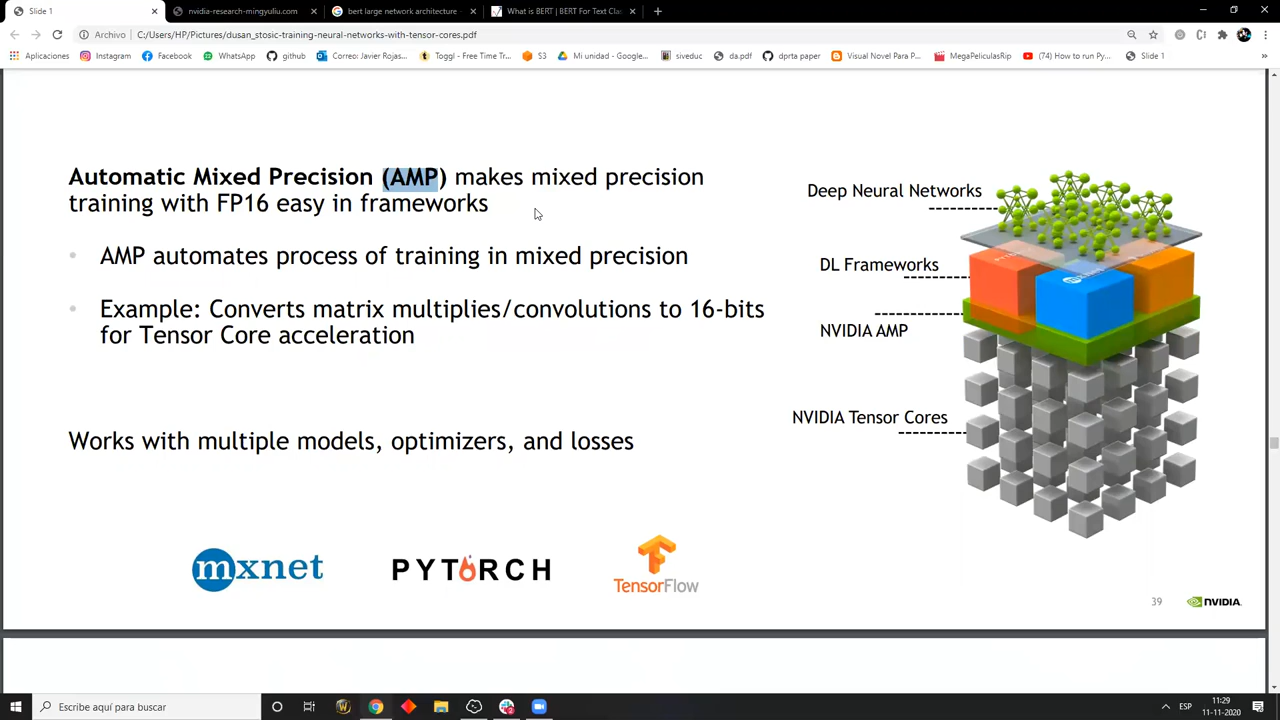 Slide 1
nvidia-research-mingyuliu.com
bert large network architecture -
What is BERT | BERT For Text Clas
Archivo
C:/Users/HP/Pictures/dusan_stosic-training-neural-networks-with-tensor-cores.pdf
Aplicaciones
Instagram
Facebook
WhatsApp
github
Correo: Javier Rojas...
Toggl - Free Time Tr...
S3
Mi unidad - Google...
siveduc
da.pdf
dprta paper
Visual Novel Para P...
MegaPeliculasRip
(74) How to run Py...
Slide 1
»
Automatic Mixed Precision (AMP) makes mixed precision
training with FP16 easy in frameworks
• AMP automates process of training in mixed precision
• Example: Converts matrix multiplies/convolutions to 16-bits
for Tensor Core acceleration
Works with multiple models, optimizers, and losses
Deep Neural Networks
DL Frameworks
NVIDIA AMP
NVIDIA Tensor Cores
mxnet
PYTORCH
TensorFlow
39
NVIDIA.
Escribe aquí para buscar
ESP
11:29
11-11-2020